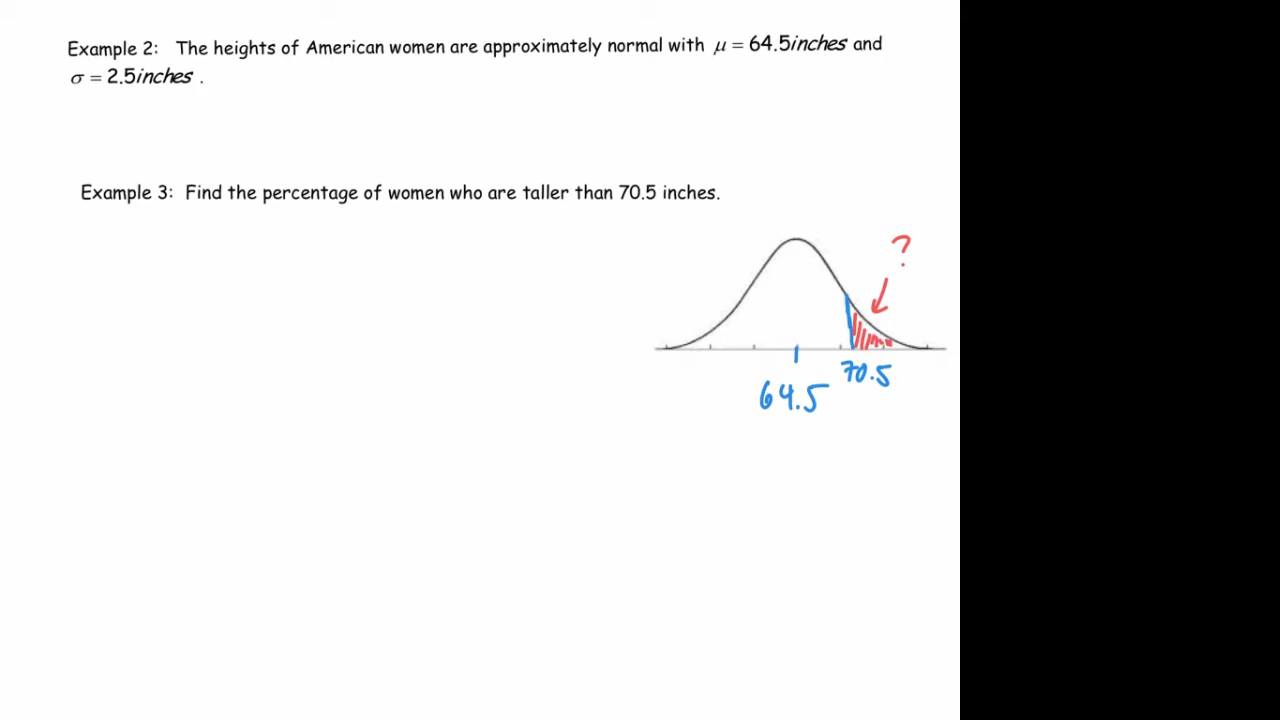 Example 2: The heights of American women are approximately normal with μ = 64.5inches and
σ = 2.5inches .
Example 3: Find the percentage of women who are taller than 70.5 inches.
?
70.5
64.5